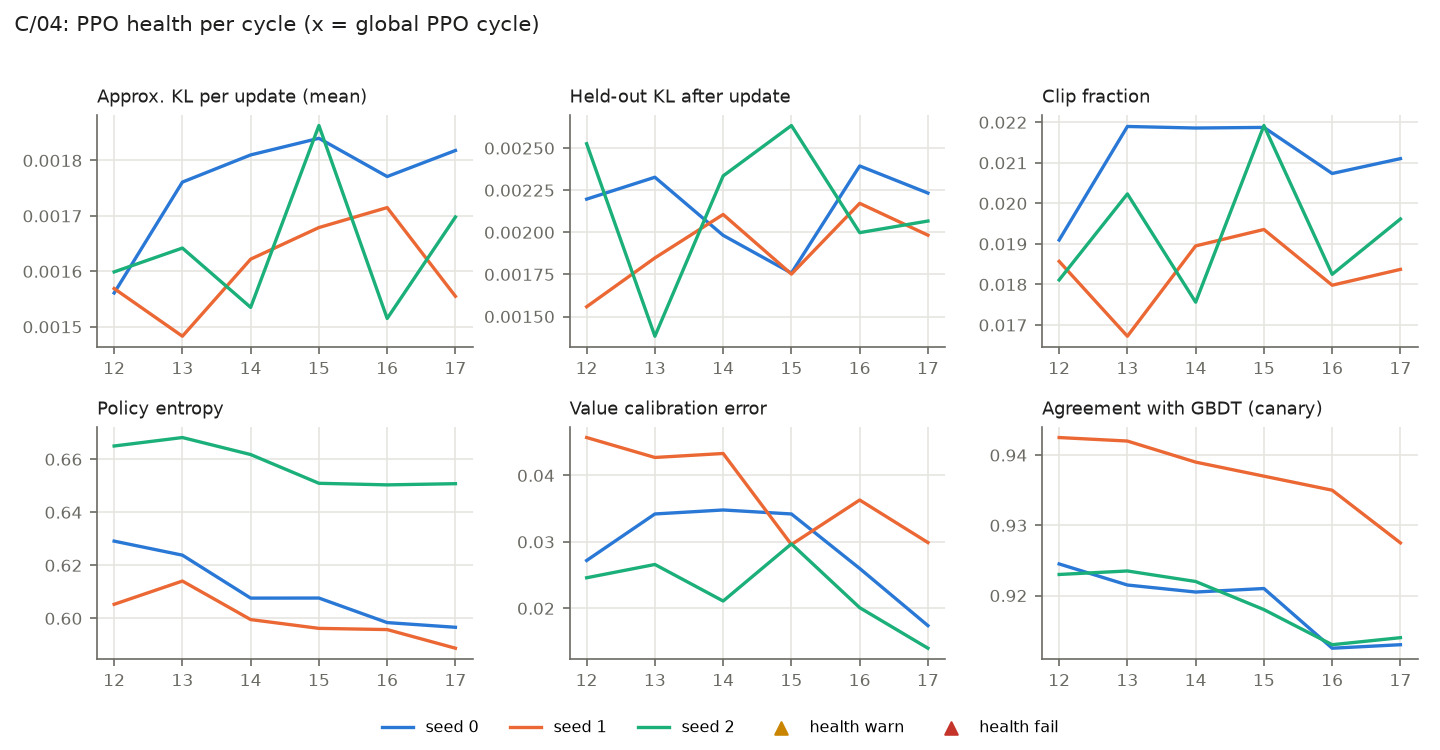 C/04: PPO health per cycle (x = global PPO cycle)
Approx. KL per update (mean)
0.0018
0.0017
0.0016
0.0015
12 13 14 15 16 17
Held-out KL after update
0.00250
0.00225
0.00200
0.00175
0.00150
12 13 14 15 16 17
Clip fraction
0.022
0.021
0.020
0.019
0.018
0.017
12 13 14 15 16 17
Policy entropy
0.66
0.64
0.62
0.60
12 13 14 15 16 17
Value calibration error
0.04
0.03
0.02
12 13 14 15 16 17
Agreement with GBDT (canary)
0.94
0.93
0.92
12 13 14 15 16 17
seed 0 seed 1 seed 2 health warn health fail